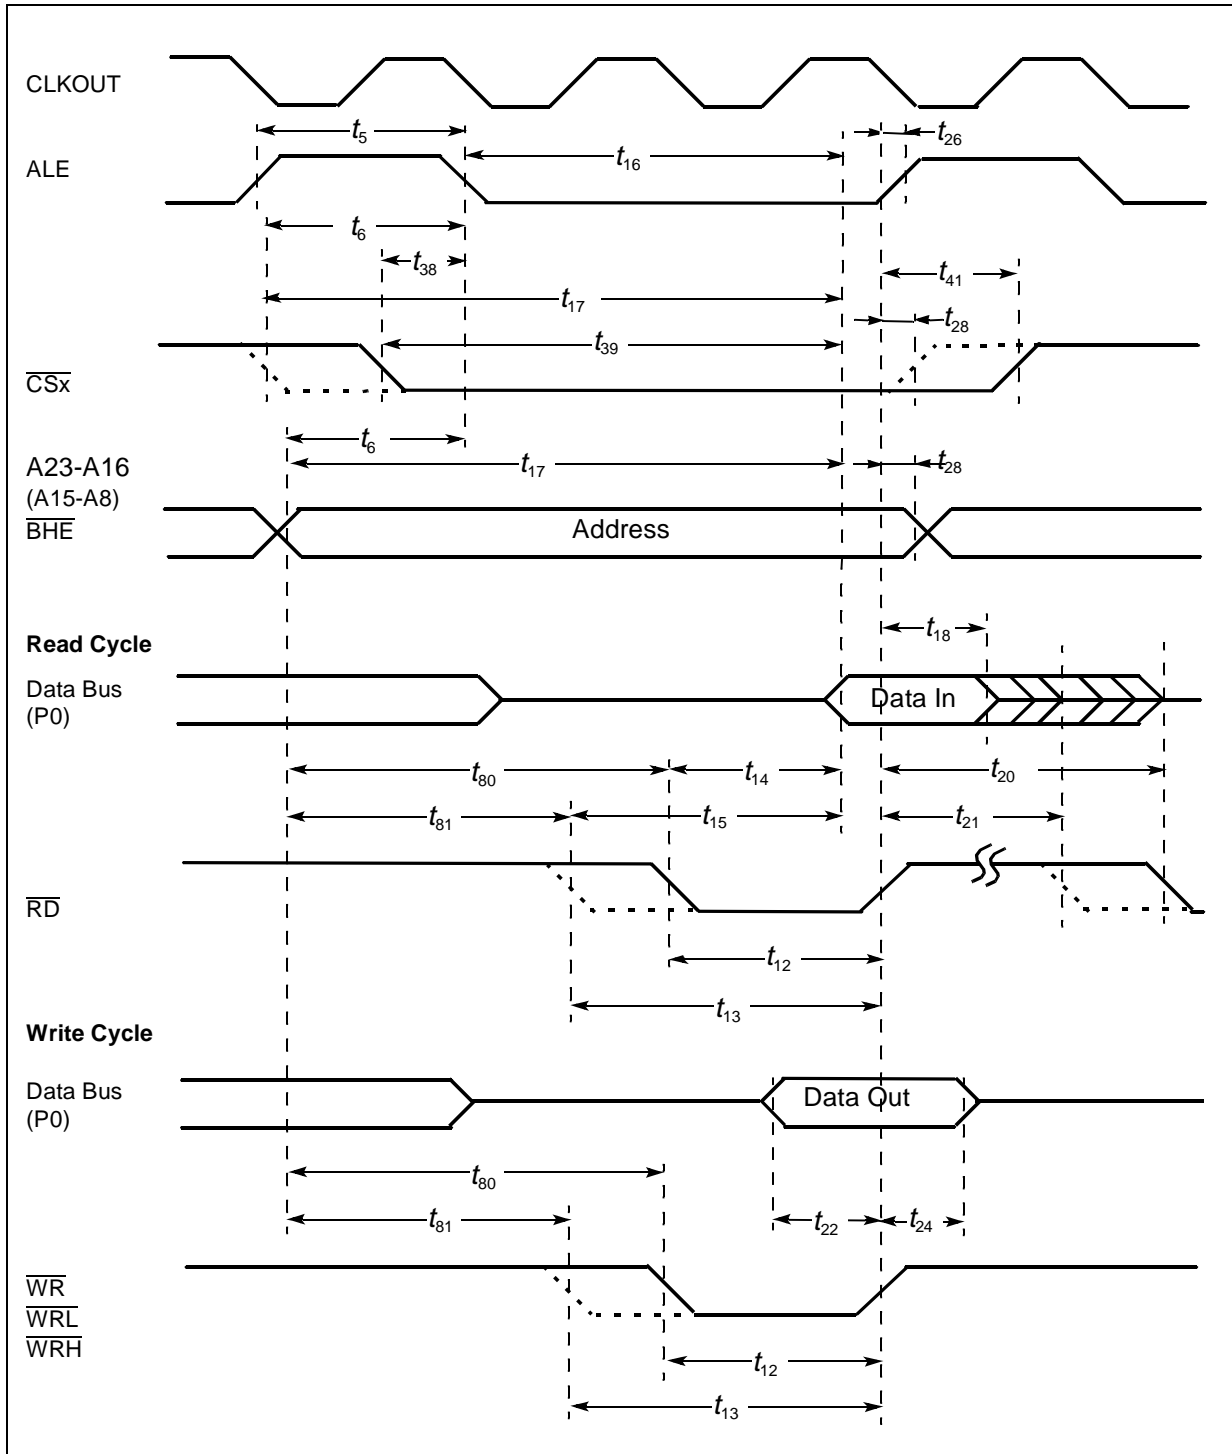 CLKOUT
t5
t26
ALE
t16
t6
t38
t41
t17
t28
t39
CSx
t6
A23-A16
t17
t28
(A15-A8)
BHE
Address
t18
Read Cycle
Data Bus
(P0)
Data In
t80
t14
t20
t81
t15
t21
RD
t12
t13
Write Cycle
Data Bus
(P0)
Data Out
t80
t81
t22
t24
WR
WRL
WRH
t12
t13